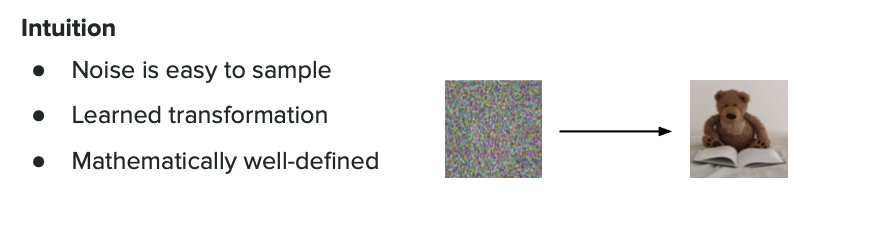 Intuition
● Noise is easy to sample
● Learned transformation
● Mathematically well-defined